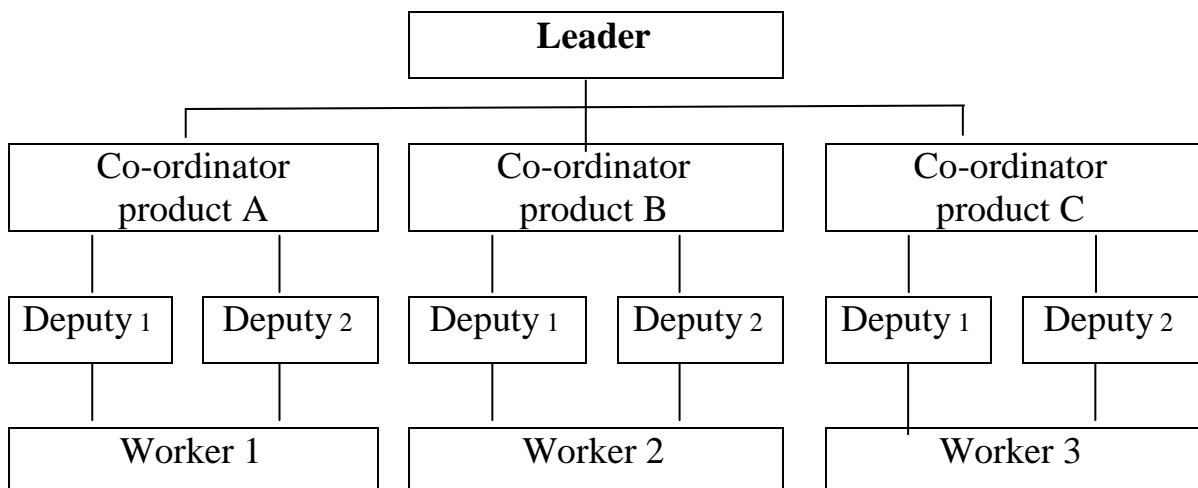 Leader
Co-ordinator
product A
Co-ordinator
product B
Co-ordinator
product C
Deputy 1
Deputy 2
Deputy 1
Deputy 2
Deputy 1
Deputy 2
Worker 1
Worker 2
Worker 3